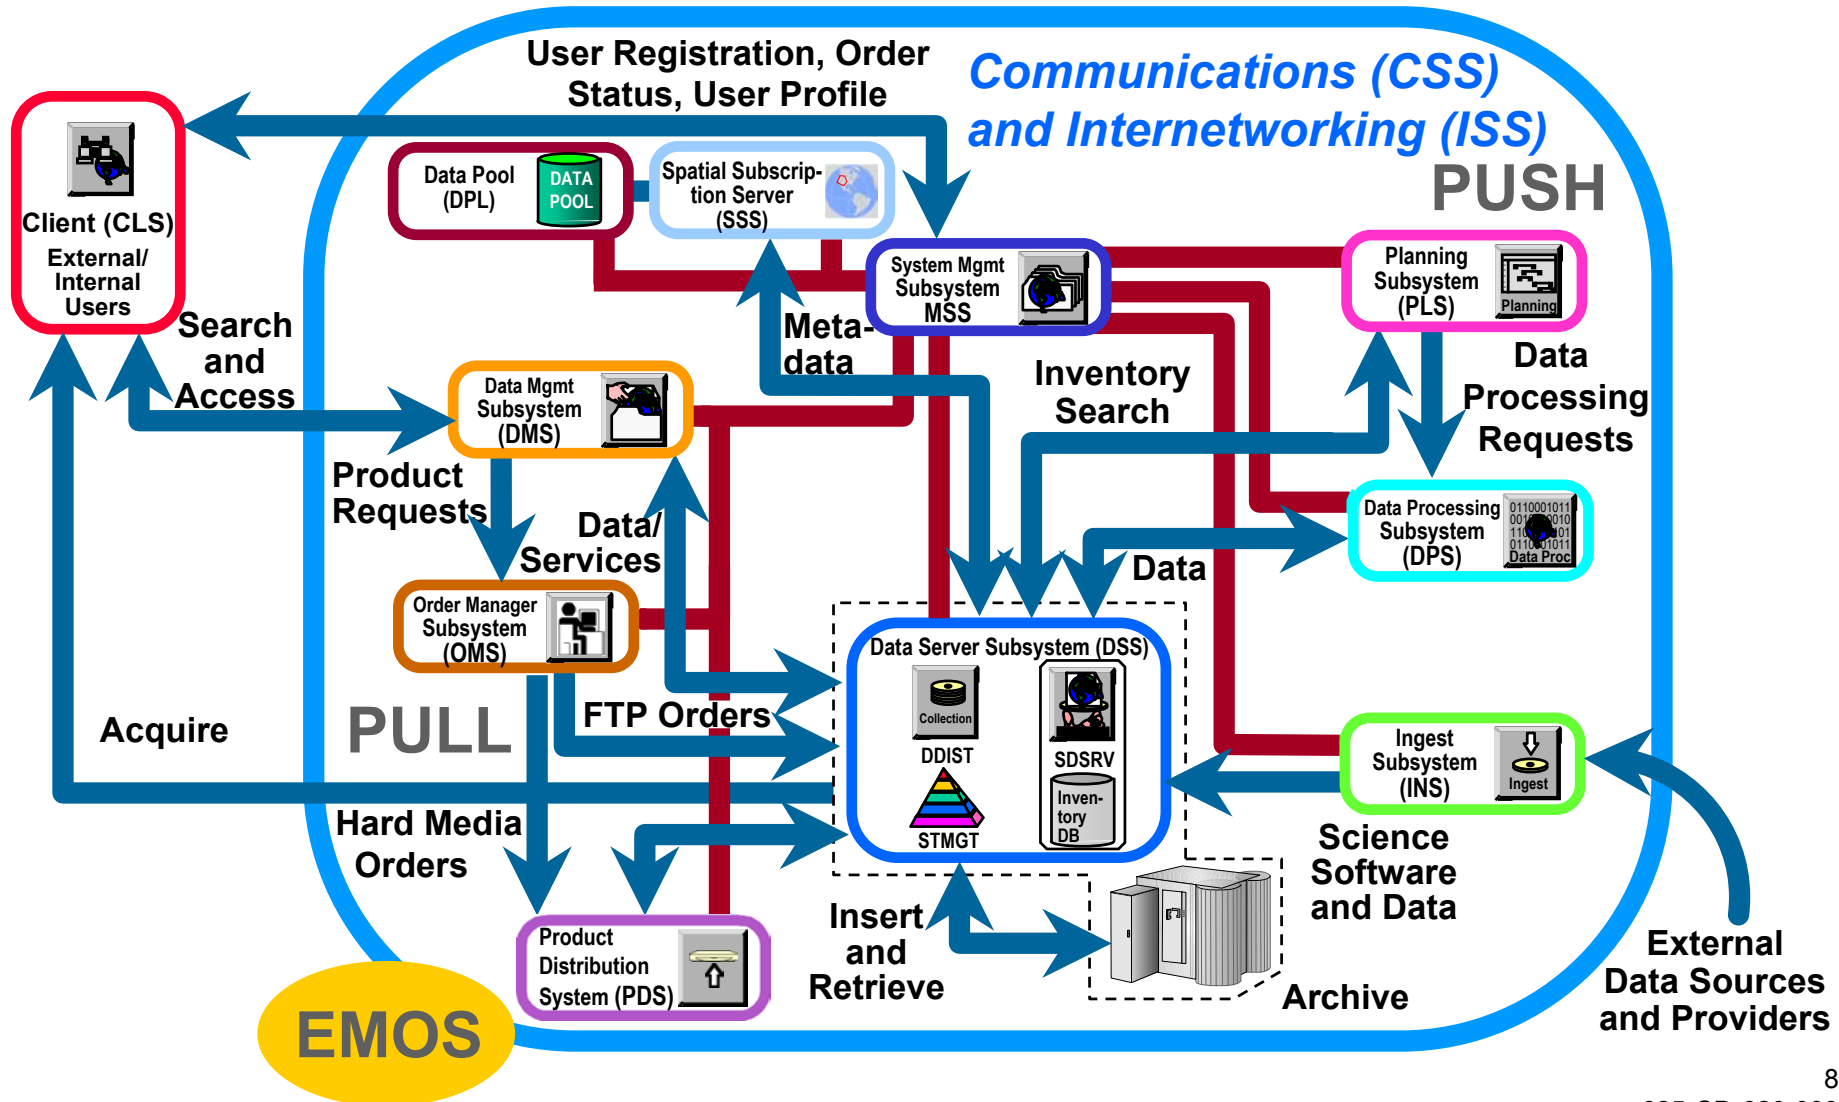 User Registration, Order
Status, User Profile
Communications (CSS)
and Internetworking (ISS)
PUSH
Client (CLS)
External/
Internal
Users
Data Pool
(DPL)
DATA
POOL
Spatial Subscrip-
tion Server
(SSS)
System Mgmt
Subsystem
MSS
Planning
Subsystem
(PLS)
Planning
Search
and
Access
Meta-
data
Data Mgmt
Subsystem
(DMS)
Inventory
Search
Data
Processing
Requests
Product
Requests
Data/
Services
Data Processing
Subsystem
(DPS)
Data Proc
Data
Order Manager
Subsystem
(OMS)
Data Server Subsystem (DSS)
Collection
DDIST
SDSRV
STMGT
Inven-
tory
DB
Acquire
PULL
FTP Orders
Ingest
Subsystem
(INS)
Ingest
Hard Media
Orders
Science
Software
and Data
Insert
and
Retrieve
Product
Distribution
System (PDS)
Archive
External
Data Sources
and Providers
EMOS
8